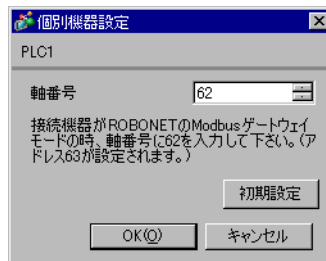 個別機器設定
PLC1
軸番号 62
接続機器がROBONETのModbusゲートウェイ
モードの時、軸番号に62を入力して下さい。(ア
ドレス63が設定されます。)
初期設定
OK(O) キャンセル